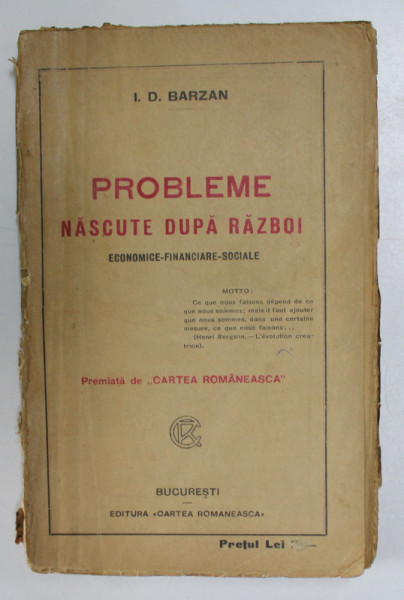 I. D. BARZAN
PROBLEME
NĂSCUTE DUPĂ RĂZBOI
ECONOMICE-FINANCIARE-SOCIALE
MOTTO:
Ce que nous faisons dépend de ce
que nous sommes; mais il faut ajouter
que nous sommes, dans une certaine
mesure, ce que nous faisons...
(Henri Bergson.—L'évolution crea-
trice).
Premiată de „CARTEA ROMÂNEASCA"
BUCUREȘTI
EDITURA «CARTEA ROMANEASCA»
Prețul Lei